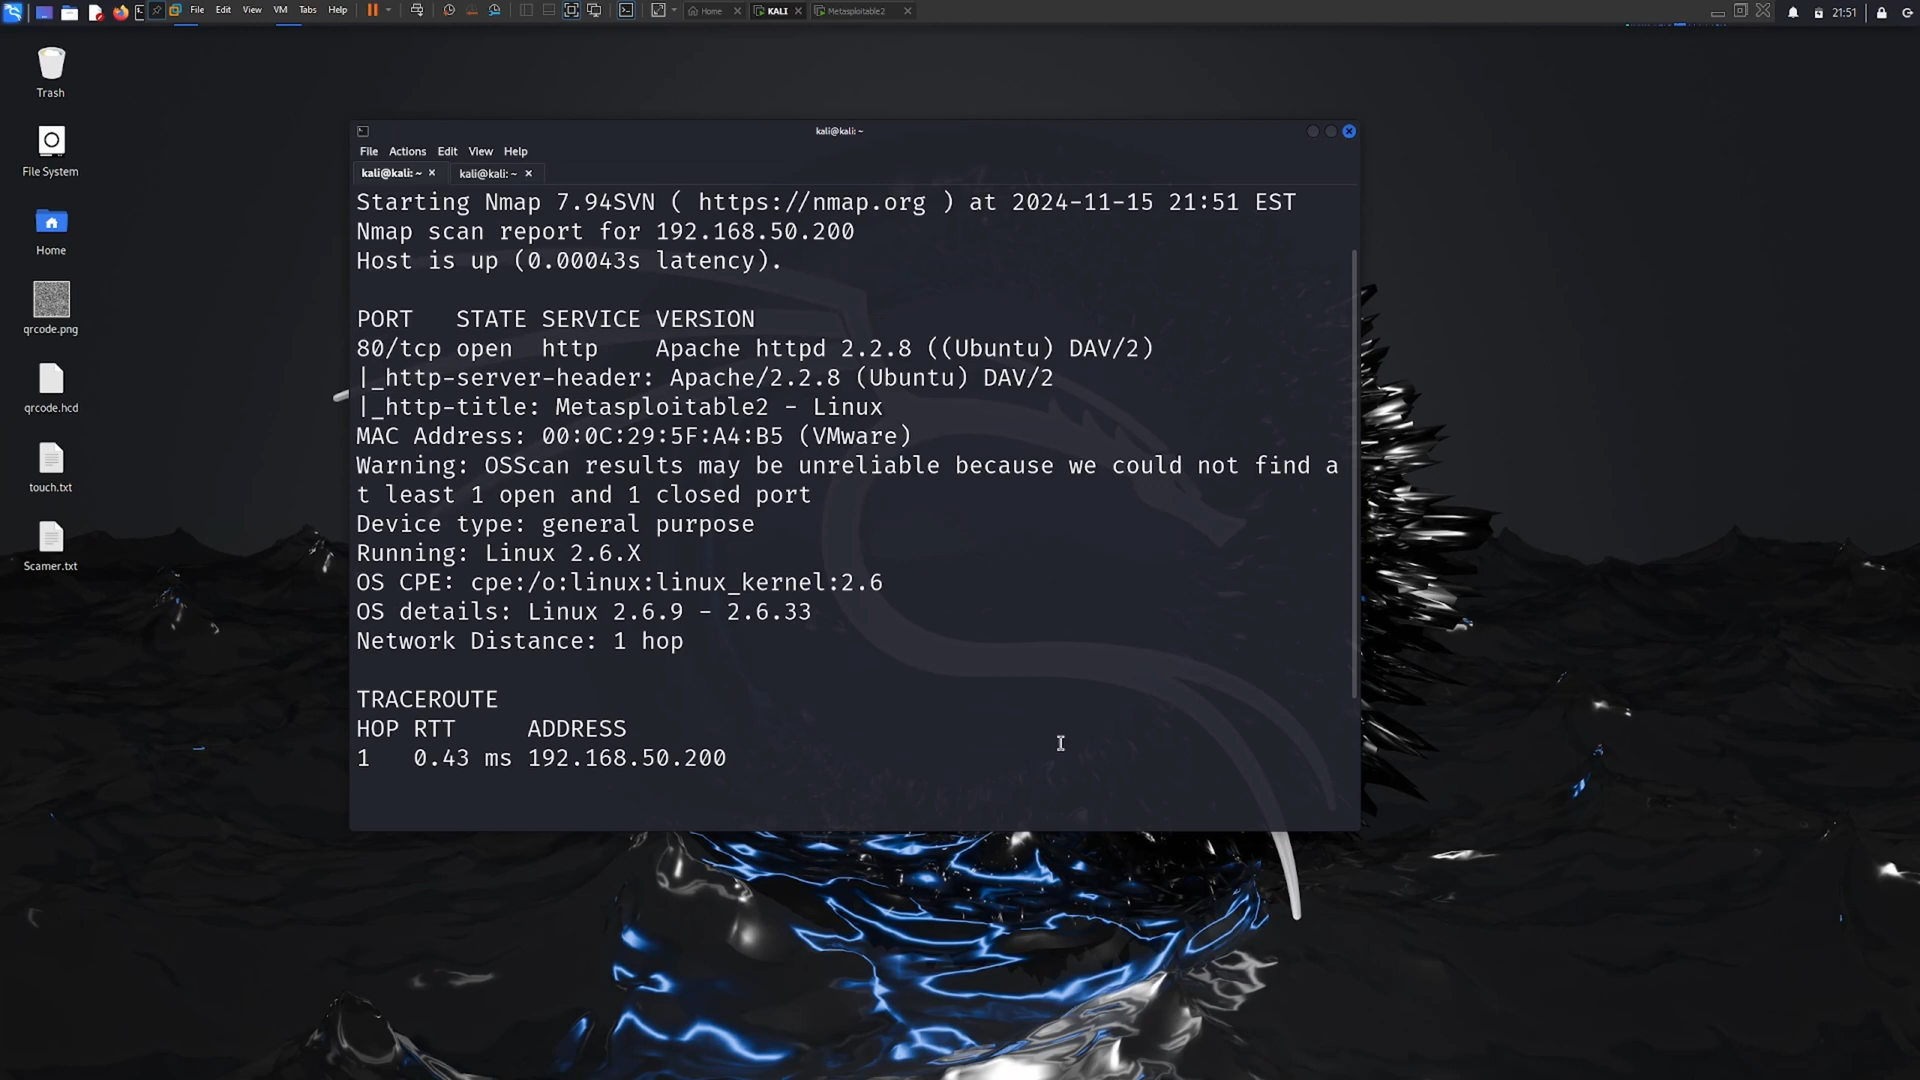 File Edit View VM Tabs Help
Home
KALI
Metasploitable2
21:51
Trash
File System
Home
qrcode.png
qrcode.hcd
touch.txt
Scamer.txt
kali@kali: ~
File Actions Edit View Help
kali@kali: ~ kali@kali: ~
Starting Nmap 7.94SVN ( https://nmap.org ) at 2024-11-15 21:51 EST
Nmap scan report for 192.168.50.200
Host is up (0.00043s latency).
PORT STATE SERVICE VERSION
80/tcp open http Apache httpd 2.2.8 ((Ubuntu) DAV/2)
|_http-server-header: Apache/2.2.8 (Ubuntu) DAV/2
|_http-title: Metasploitable2 - Linux
MAC Address: 00:0C:29:5F:A4:B5 (VMware)
Warning: OSScan results may be unreliable because we could not find a
t least 1 open and 1 closed port
Device type: general purpose
Running: Linux 2.6.X
OS CPE: cpe:/o:linux:linux_kernel:2.6
OS details: Linux 2.6.9 - 2.6.33
Network Distance: 1 hop
TRACEROUTE
HOP RTT ADDRESS
1 0.43 ms 192.168.50.200